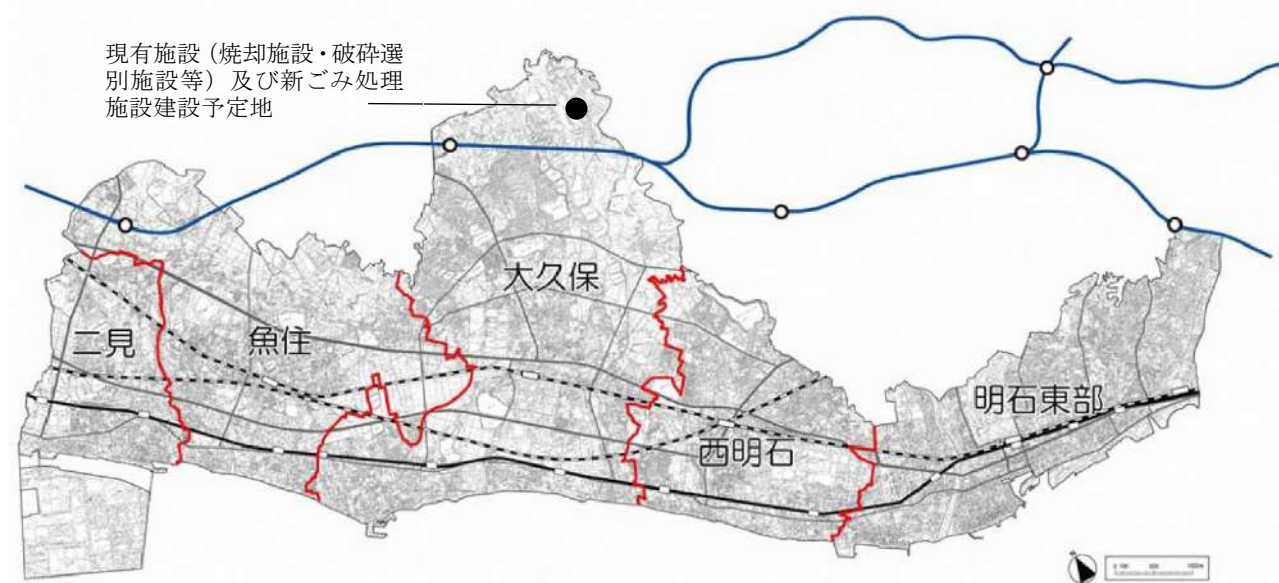 現有施設（焼却施設・破砕選
別施設等）及び新ごみ処理
施設建設予定地
大久保
二見
魚住
明石東部
西明石